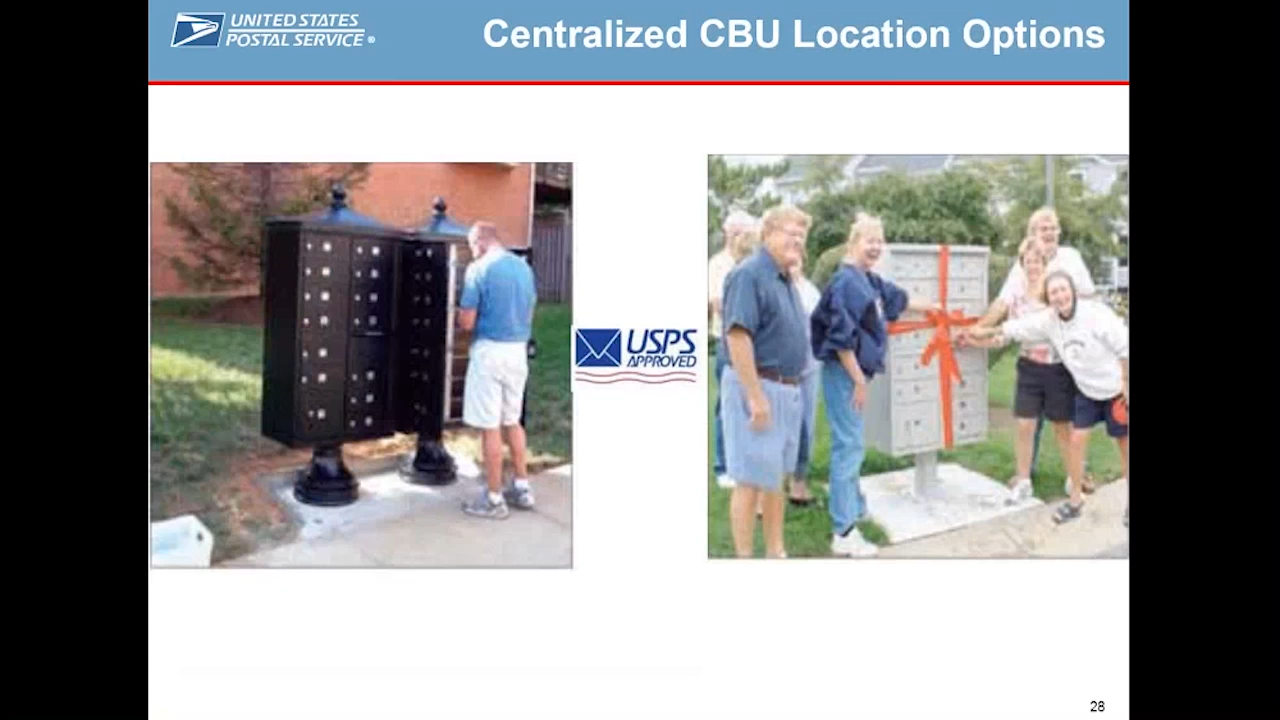 UNITED STATES
POSTAL SERVICE®
Centralized CBU Location Options
USPS
APPROVED
28